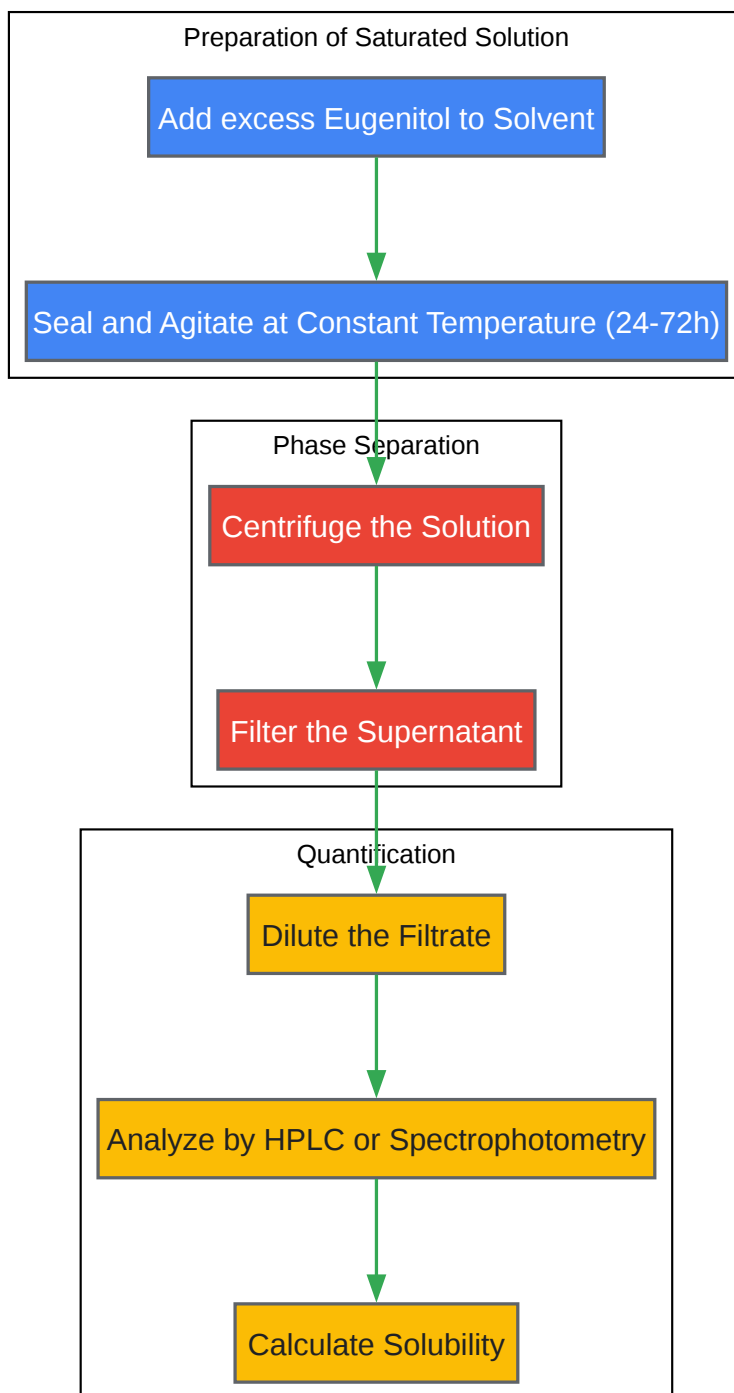 Preparation of Saturated Solution
Add excess Eugenitol to Solvent
Seal and Agitate at Constant Temperature (24-72h)
Phase Separation
Centrifuge the Solution
Filter the Supernatant
Quantification
Dilute the Filtrate
Analyze by HPLC or Spectrophotometry
Calculate Solubility